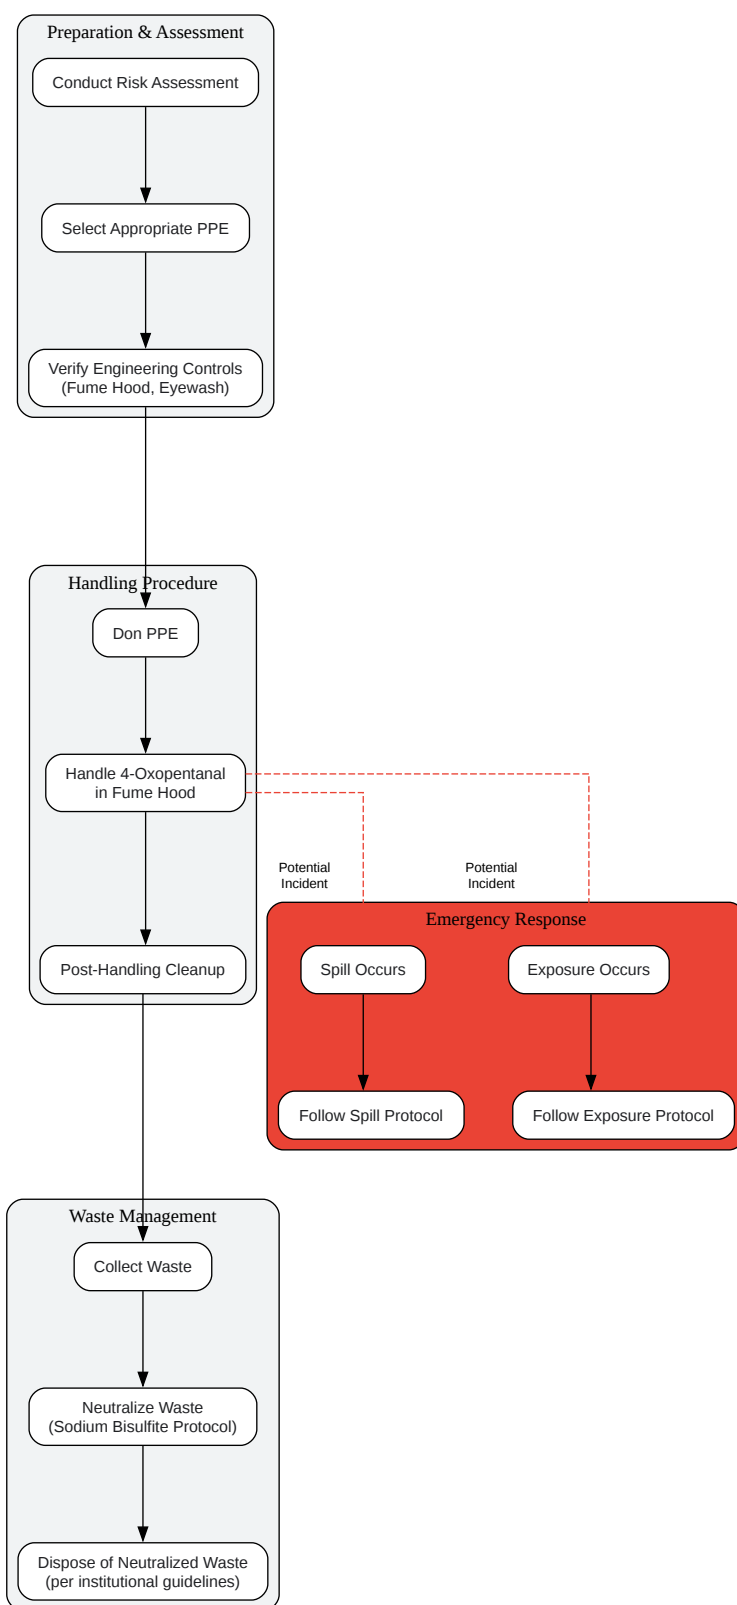 Preparation & Assessment
Conduct Risk Assessment
Select Appropriate PPE
Verify Engineering Controls
(Fume Hood, Eyewash)
Handling Procedure
Don PPE
Handle 4-Oxopentanal
in Fume Hood
Potential
Incident
Potential
Incident
Emergency Response
Post-Handling Cleanup
Spill Occurs
Exposure Occurs
Follow Spill Protocol
Follow Exposure Protocol
Waste Management
Collect Waste
Neutralize Waste
(Sodium Bisulfite Protocol)
Dispose of Neutralized Waste
(per institutional guidelines)